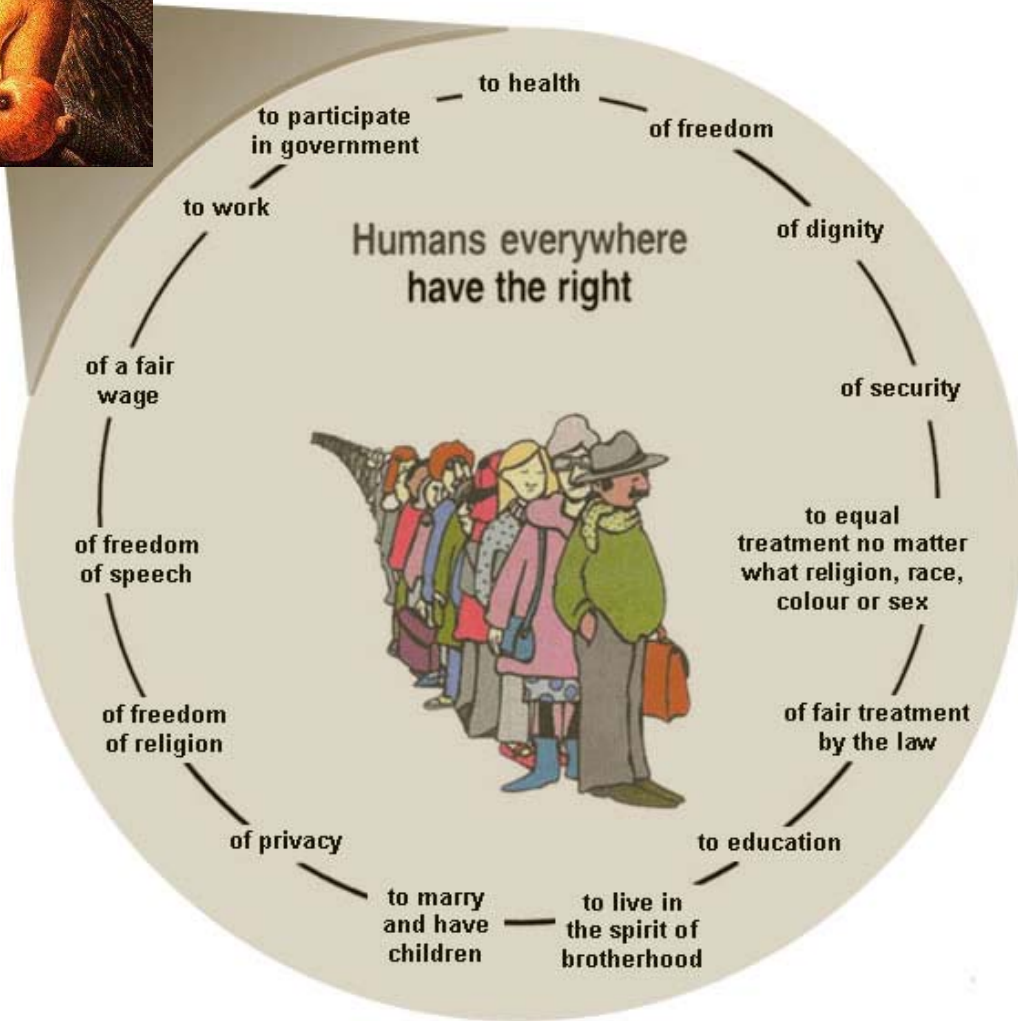 Humans everywhere
have the right
to health
of freedom
of dignity
of security
to equal
treatment no matter
what religion, race,
colour or sex
of fair treatment
by the law
to education
to live in
the spirit of
brotherhood
to marry
and have
children
of privacy
of freedom
of religion
of freedom
of speech
of a fair
wage
to work
to participate
in government